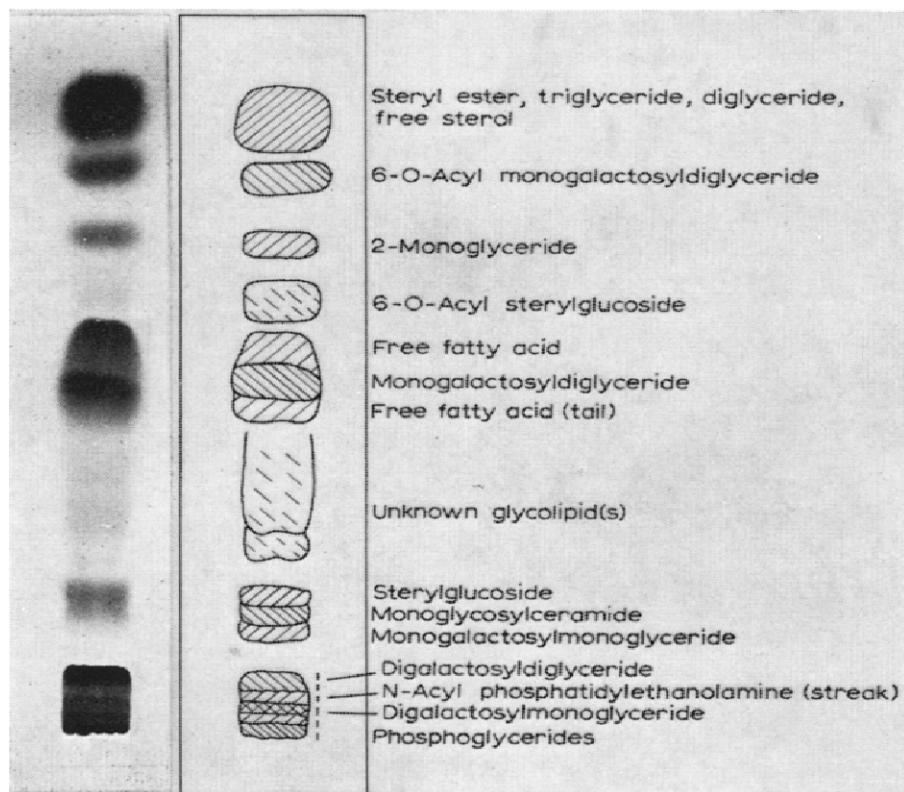 Steryl ester, triglyceride, diglyceride,
free sterol
6-O-Acyl monogalactosyldiglyceride
2-Monoglyceride
6-O-Acyl sterylglucoside
Free fatty acid
Monogalactosyldiglyceride
Free fatty acid (tail)
Unknown glycolipid(s)
Sterylglucoside
Monoglycosylceramide
Monogalactosylmonoglyceride
Digalactosyldiglyceride
N-Acyl phosphatidylethanolamine (streak)
Digalactosylmonoglyceride
Phosphoglycerides